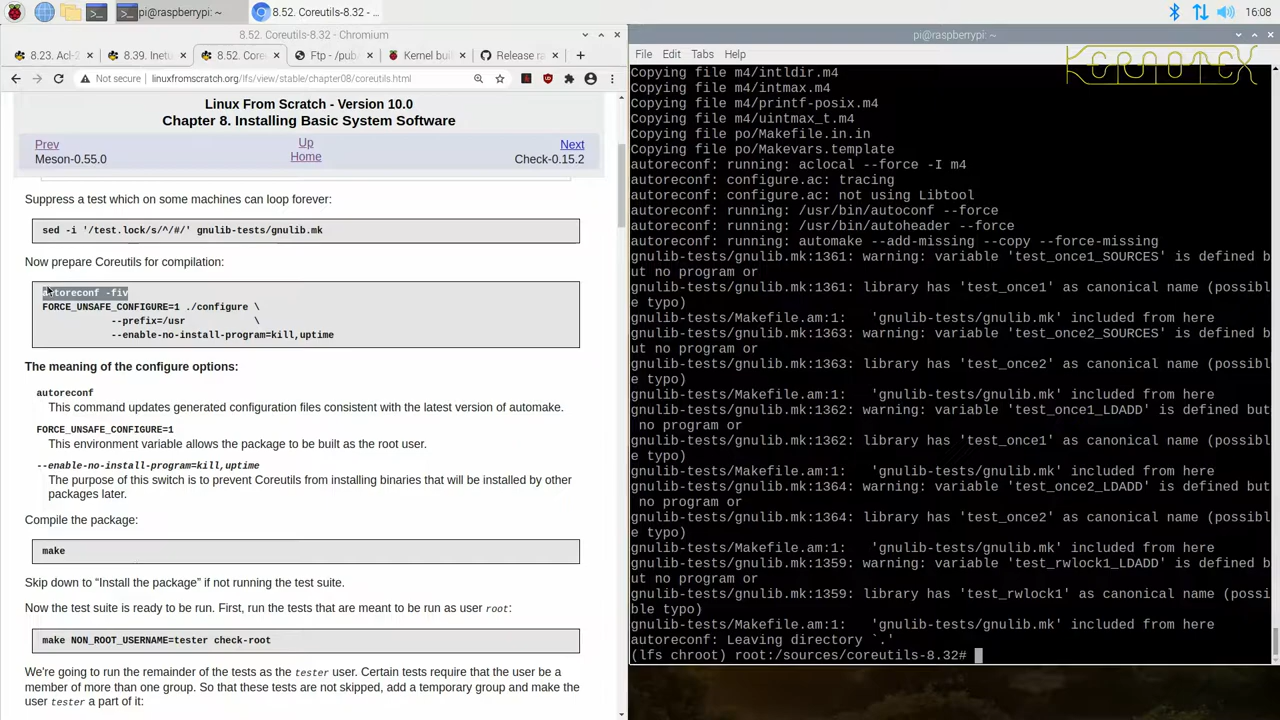 pi@raspberrypi: ~
8.52. Coreutils-8.32 - ...
16:08
8.52. Coreutils-8.32 - Chromium
8.23. Acl-2
8.39. Inetu
8.52. Core
Ftp - /pub
Kernel buil
Release ra
Not secure | linuxfromscratch.org/lfs/view/stable/chapter08/coreutils.html
Linux From Scratch - Version 10.0
Chapter 8. Installing Basic System Software
Prev
Up
Next
Meson-0.55.0
Home
Check-0.15.2
Suppress a test which on some machines can loop forever:
sed -i '/test.lock/s/^/#/' gnulib-tests/gnulib.mk
Now prepare Coreutils for compilation:
autoreconf -fiv
FORCE_UNSAFE_CONFIGURE=1 ./configure \
--prefix=/usr \
--enable-no-install-program=kill,uptime
The meaning of the configure options:
autoreconf
This command updates generated configuration files consistent with the latest version of automake.
FORCE_UNSAFE_CONFIGURE=1
This environment variable allows the package to be built as the root user.
--enable-no-install-program=kill,uptime
The purpose of this switch is to prevent Coreutils from installing binaries that will be installed by other
packages later.
Compile the package:
make
Skip down to “Install the package” if not running the test suite.
Now the test suite is ready to be run. First, run the tests that are meant to be run as user root:
make NON_ROOT_USERNAME=tester check-root
We're going to run the remainder of the tests as the tester user. Certain tests require that the user be a
member of more than one group. So that these tests are not skipped, add a temporary group and make the
user tester a part of it:
pi@raspberrypi: ~
File Edit Tabs Help
KERNOTEX
Copying file m4/intldir.m4
Copying file m4/intmax.m4
Copying file m4/printf-posix.m4
Copying file m4/uintmax_t.m4
Copying file po/Makefile.in.in
Copying file po/Makevars.template
autoreconf: running: aclocal --force -I m4
autoreconf: configure.ac: tracing
autoreconf: configure.ac: not using Libtool
autoreconf: running: /usr/bin/autoconf --force
autoreconf: running: /usr/bin/autoheader --force
autoreconf: running: automake --add-missing --copy --force-missing
gnulib-tests/gnulib.mk:1361: warning: variable 'test_once1_SOURCES' is defined b
ut no program or
gnulib-tests/gnulib.mk:1361: library has 'test_once1' as canonical name (possibl
e typo)
gnulib-tests/Makefile.am:1: 'gnulib-tests/gnulib.mk' included from here
gnulib-tests/gnulib.mk:1363: warning: variable 'test_once2_SOURCES' is defined b
ut no program or
gnulib-tests/gnulib.mk:1363: library has 'test_once2' as canonical name (possibl
e typo)
gnulib-tests/Makefile.am:1: 'gnulib-tests/gnulib.mk' included from here
gnulib-tests/gnulib.mk:1362: warning: variable 'test_once1_LDADD' is defined but
no program or
gnulib-tests/gnulib.mk:1362: library has 'test_once1' as canonical name (possibl
e typo)
gnulib-tests/Makefile.am:1: 'gnulib-tests/gnulib.mk' included from here
gnulib-tests/gnulib.mk:1364: warning: variable 'test_once2_LDADD' is defined but
no program or
gnulib-tests/gnulib.mk:1364: library has 'test_once2' as canonical name (possibl
e typo)
gnulib-tests/Makefile.am:1: 'gnulib-tests/gnulib.mk' included from here
gnulib-tests/gnulib.mk:1359: warning: variable 'test_rwlock1_LDADD' is defined b
ut no program or
gnulib-tests/gnulib.mk:1359: library has 'test_rwlock1' as canonical name (possi
ble typo)
gnulib-tests/Makefile.am:1: 'gnulib-tests/gnulib.mk' included from here
autoreconf: Leaving directory `.'
(lfs chroot) root:/sources/coreutils-8.32#